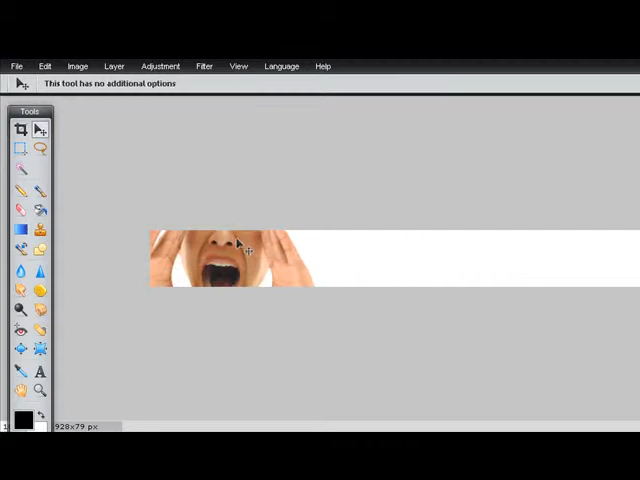 File Edit Image Layer Adjustment Filter View Language Help
This tool has no additional options
Tools
A
928x79 px